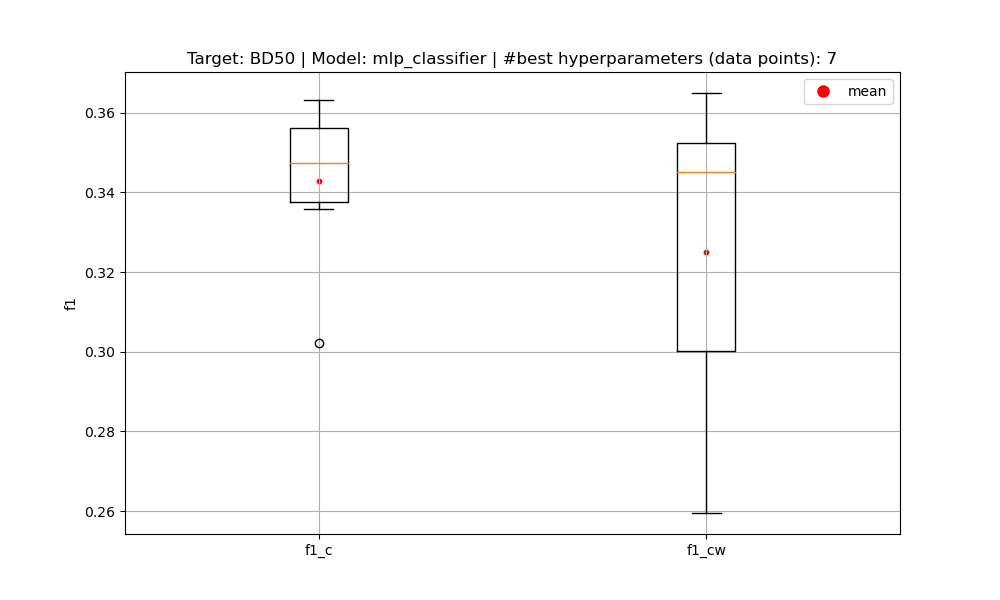 Target: BD50 | Model: mlp_classifier | #best hyperparameters (data points): 7
mean
0.36
0.34
0.32
0.30
0.28
0.26
f1
f1_c
f1_cw